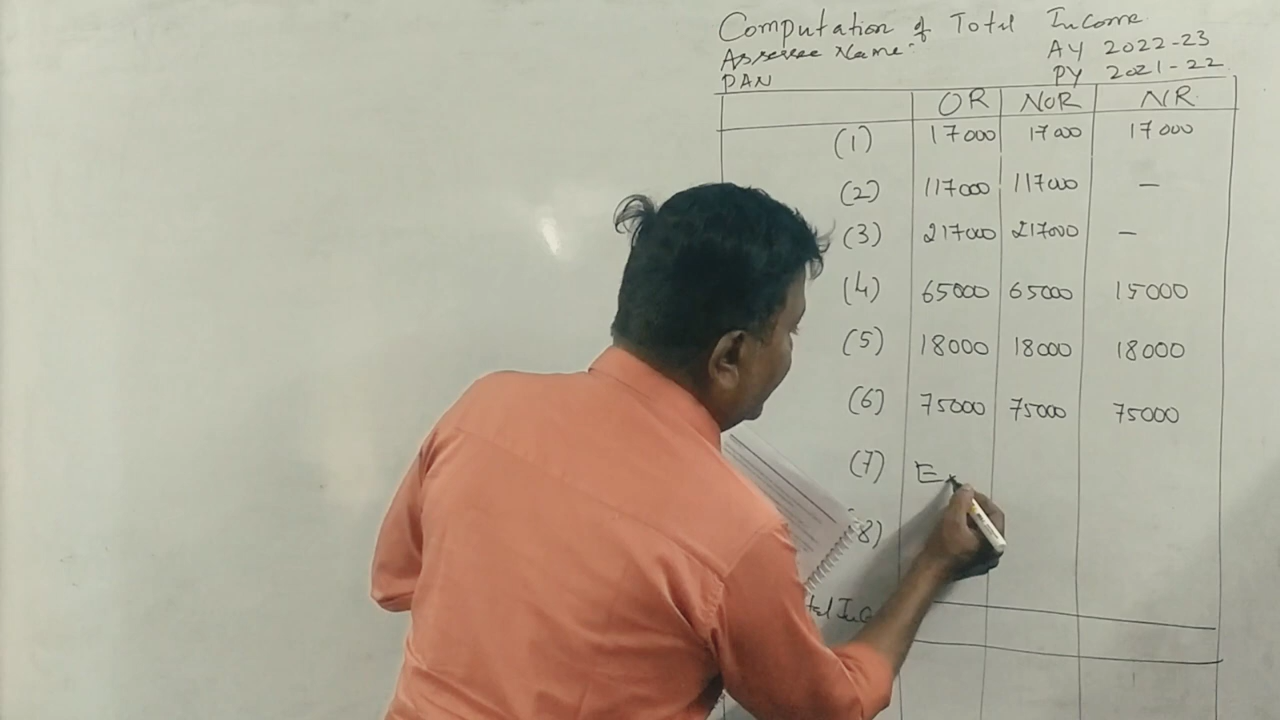 Computation of Total Income
Assessee Name:- AY 2022-23
PAN PY 2021-22
OR NOR NR
(1) 17000 17000 17000
(2) 117000 117000 —
(3) 217000 217000 —
(4) 65000 65000 15000
(5) 18000 18000 18000
(6) 75000 75000 75000
(7) Ex
8)